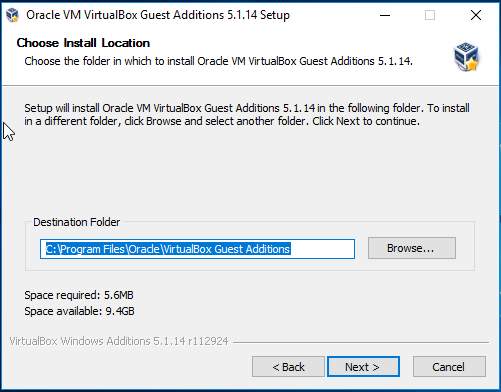 Oracle VM VirtualBox Guest Additions 5.1.14 Setup
Choose Install Location
Choose the folder in which to install Oracle VM VirtualBox Guest Additions 5.1.14.
Setup will install Oracle VM VirtualBox Guest Additions 5.1.14 in the following folder. To install
in a different folder, click Browse and select another folder. Click Next to continue.
Destination Folder
C:\Program Files\Oracle\VirtualBox Guest Additions
Browse...
Space required: 5.6MB
Space available: 9.4GB
VirtualBox Windows Additions 5.1.14 r112924
< Back
Next >
Cancel